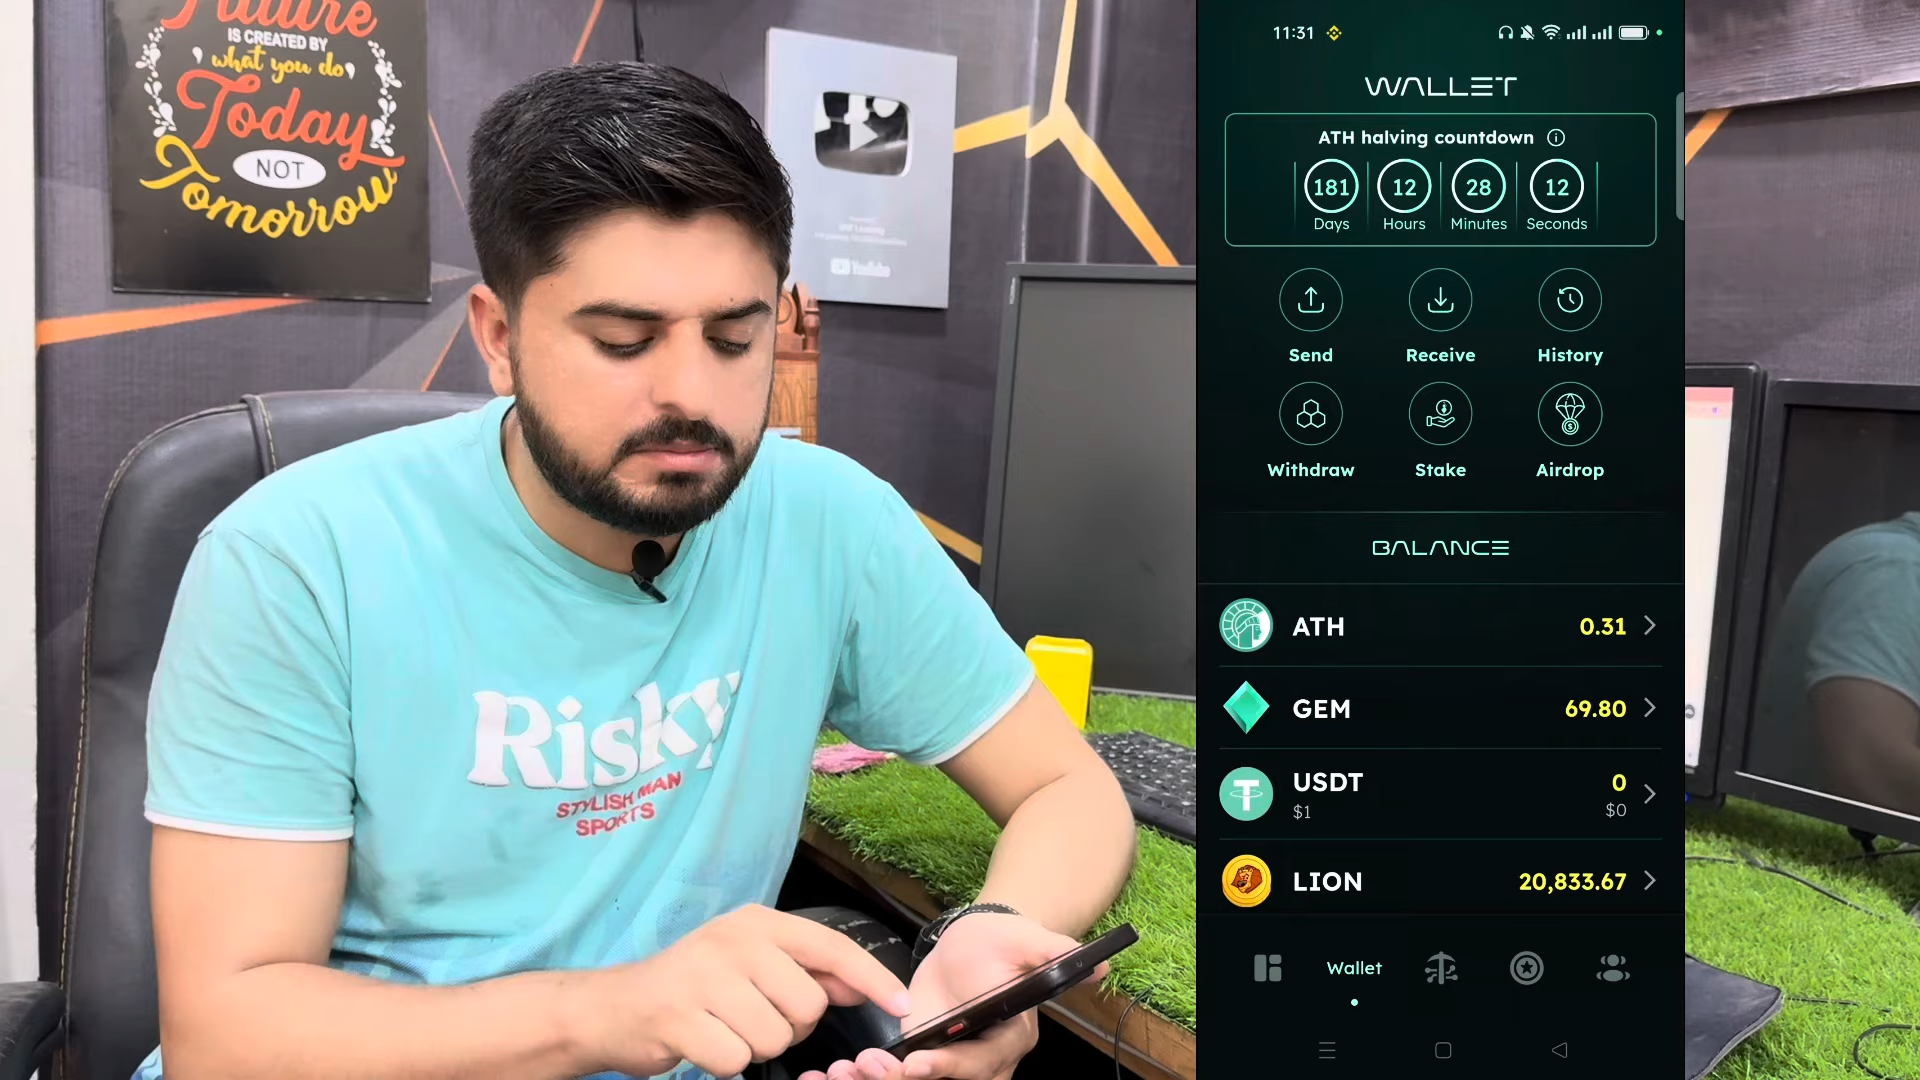 Future
IS CREATED BY
what you do
Today
NOT
Tomorrow
YouTube
Risky
STYLISH MAN
SPORTS
11:31
WALLET
ATH halving countdown
181 12 28 12
Days Hours Minutes Seconds
Send Receive History
Withdraw Stake Airdrop
BALANCE
ATH 0.31
GEM 69.80
USDT 0
$1 $0
LION 20,833.67
Wallet